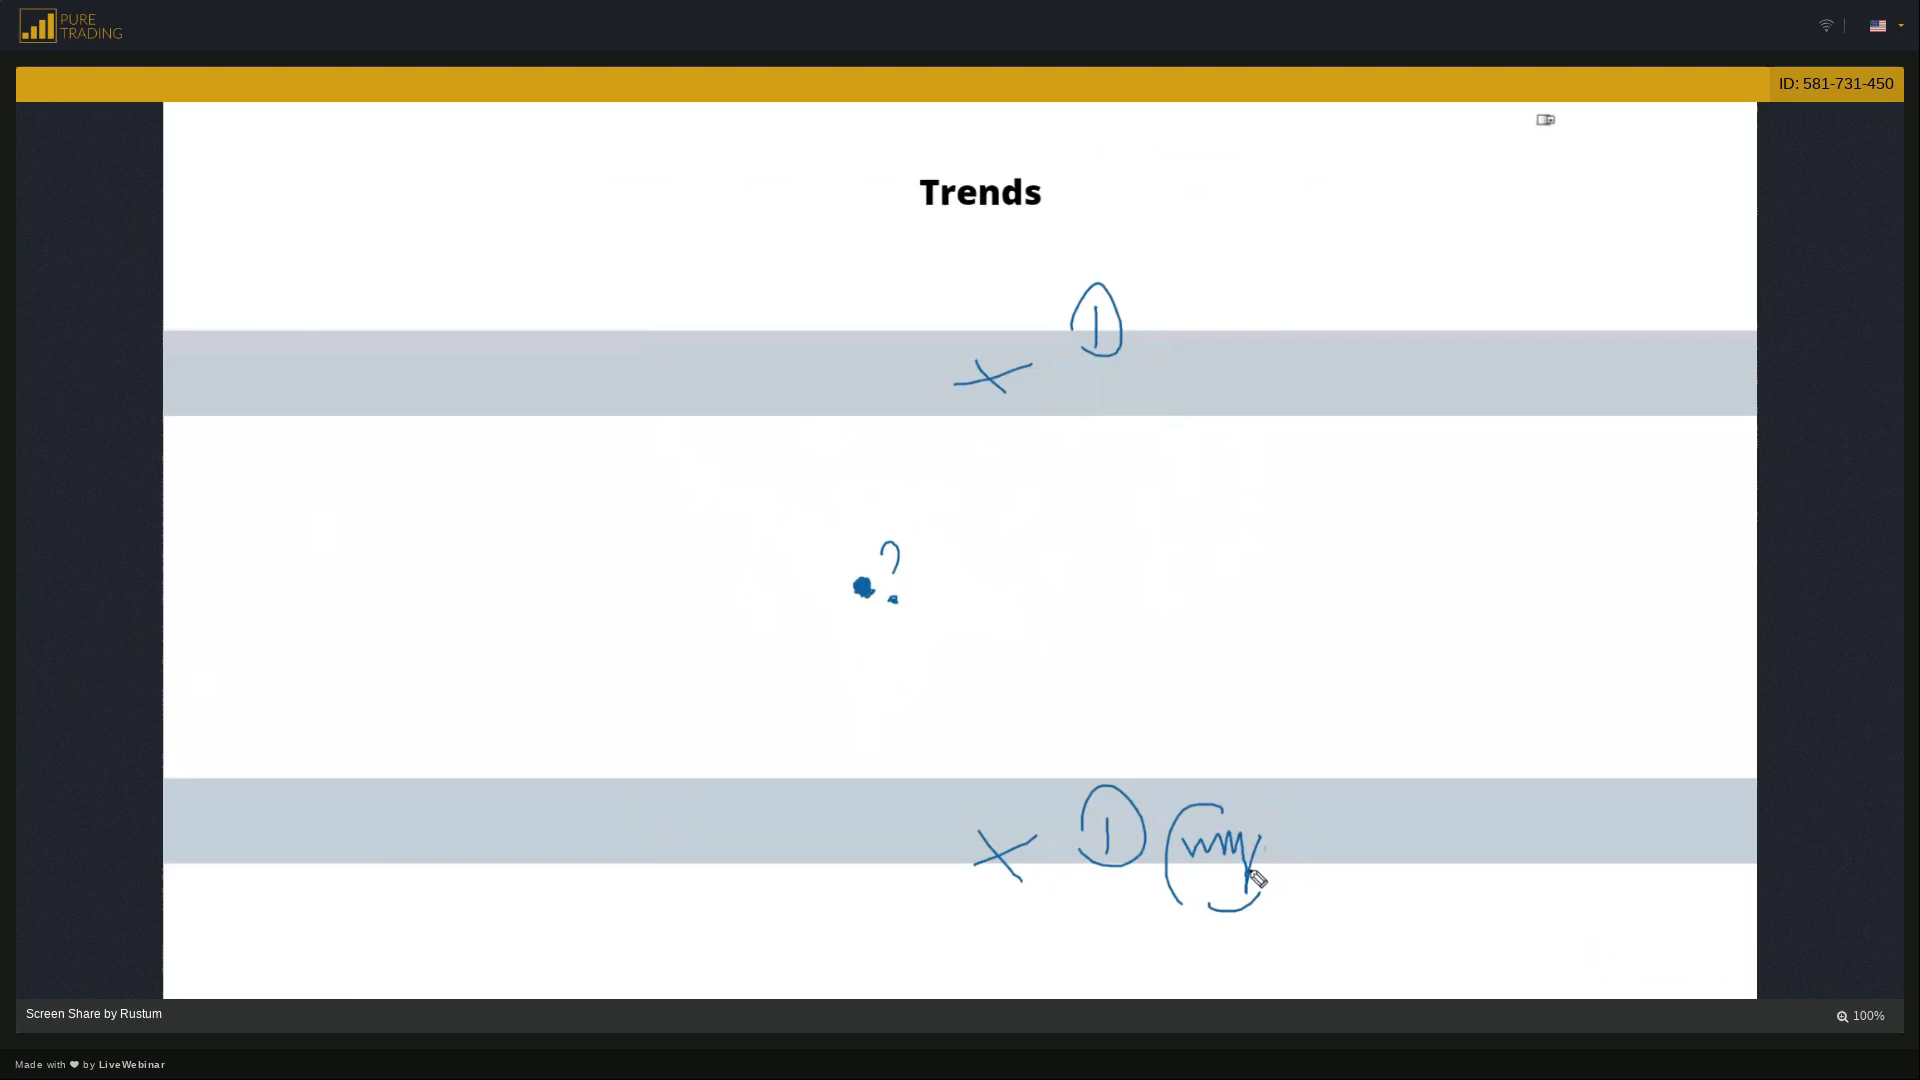 PURE
TRADING
ID: 581-731-450
Trends
D
?
D
Screen Share by Rustum
100%
Made with ❤ by LiveWebinar